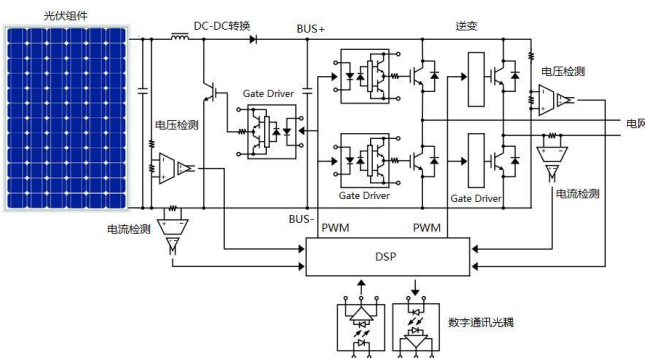 光伏组件
DC-DC转换
BUS+
逆变
Gate Driver
电压检测
电压检测
电网
Gate Driver
Gate Driver
电流检测
电流检测
BUS-
PWM
PWM
DSP
数字通讯光耦